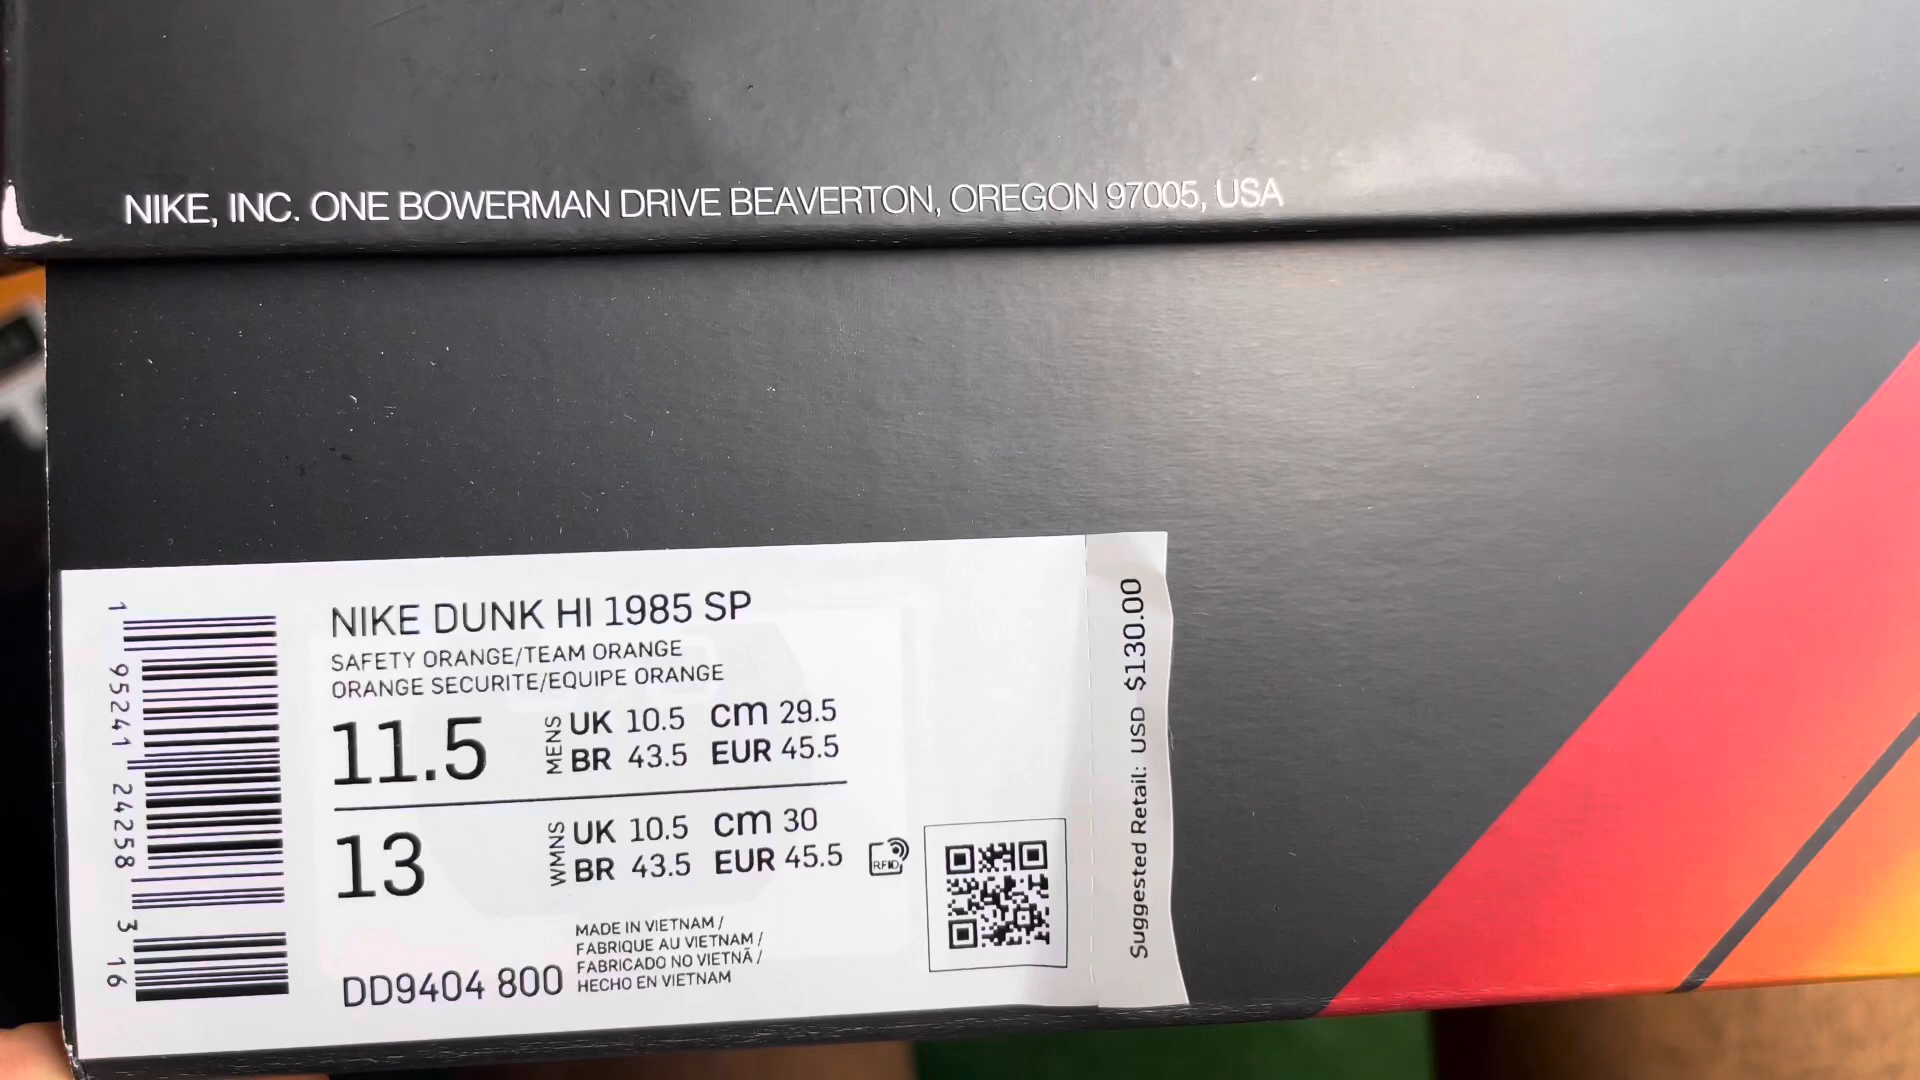 NIKE, INC. ONE BOWERMAN DRIVE BEAVERTON, OREGON 97005, USA
NIKE DUNK HI 1985 SP
SAFETY ORANGE/TEAM ORANGE
ORANGE SECURITE/EQUIPE ORANGE
11.5 MENS UK 10.5 cm 29.5
BR 43.5 EUR 45.5
13 WMNS UK 10.5 cm 30
BR 43.5 EUR 45.5
RFID
MADE IN VIETNAM /
FABRIQUE AU VIETNAM /
FABRICADO NO VIETNÃ /
HECHO EN VIETNAM
DD9404 800
1 95241 24258 3 16
Suggested Retail: USD $130.00